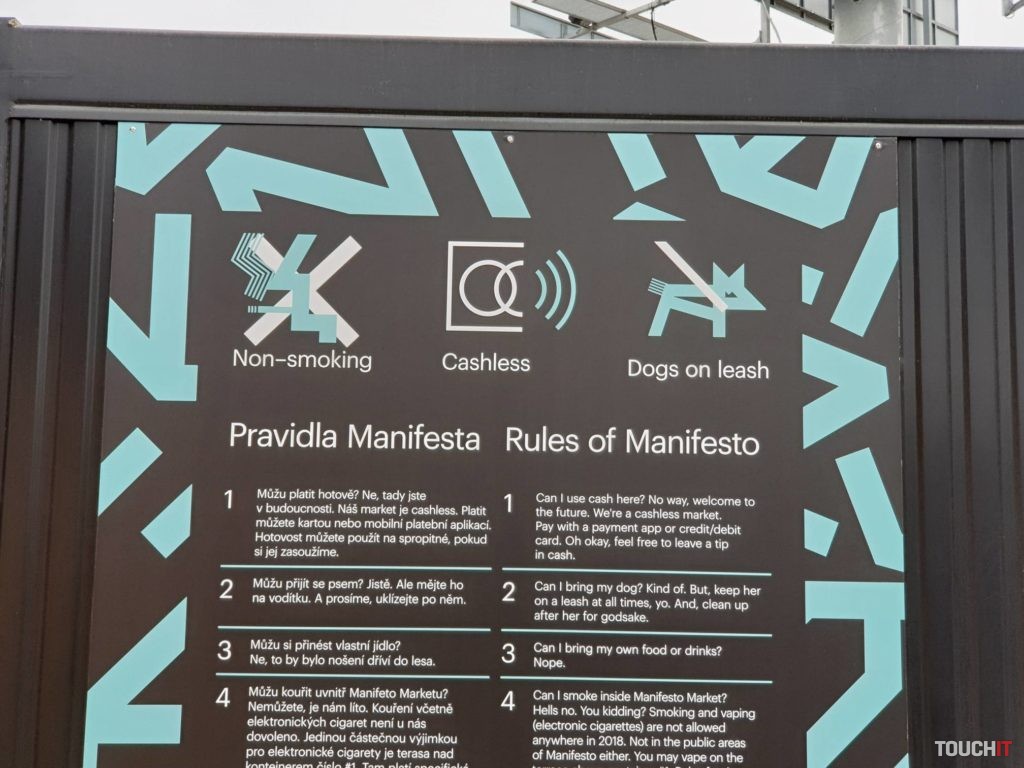 Non-smoking
Cashless
Dogs on leash
Pravidla Manifesta
1
Můžu platit hotově? Ne, tady jste
v budoucnosti. Náš market je cashless. Platit
můžete kartou nebo mobilní platební aplikací.
Hotovost můžete použít na spropitné, pokud
si jej zasoužíme.
2
Můžu přijít se psem? Jistě. Ale mějte ho
na vodítku. A prosíme, uklízejte po něm.
3
Můžu si přinést vlastní jídlo?
Ne, to by bylo nošení dříví do lesa.
4
Můžu kouřit uvnitř Manifeto Marketu?
Nemůžete, je nám líto. Kouření včetně
elektronických cigaret není u nás
dovoleno. Jedinou částečnou výjimkou
pro elektronické cigarety je terasa nad
kontejnerem číslo #1. Tam platí
Rules of Manifesto
1
Can I use cash here? No way, welcome to
the future. We're a cashless market.
Pay with a payment app or credit/debit
card. Oh okay, feel free to leave a tip
in cash.
2
Can I bring my dog? Kind of. But, keep her
on a leash at all times, yo. And, clean up
after her for godsake.
3
Can I bring my own food or drinks?
Nope.
4
Can I smoke inside Manifesto Market?
Hells no. You kidding? Smoking and vaping
(electronic cigarettes) are not allowed
anywhere in 2018. Not in the public areas
of Manifesto either. You may vape on the
TOUCHIT